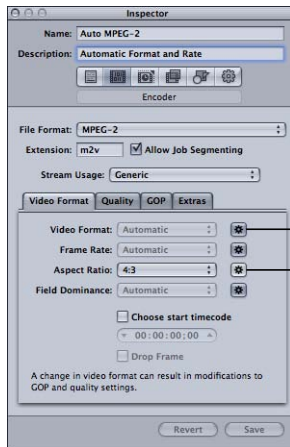 Inspector
Name: Auto MPEG-2
Description: Automatic Format and Rate
Encoder
File Format: MPEG-2
Extension: m2v Allow Job Segmenting
Stream Usage: Generic
Video Format Quality GOP Extras
Video Format: Automatic
Frame Rate: Automatic
Aspect Ratio: 4:3
Field Dominance: Automatic
Choose start timecode
00:00:00;00
Drop Frame
A change in video format can result in modifications to
GOP and quality settings.
Revert Save